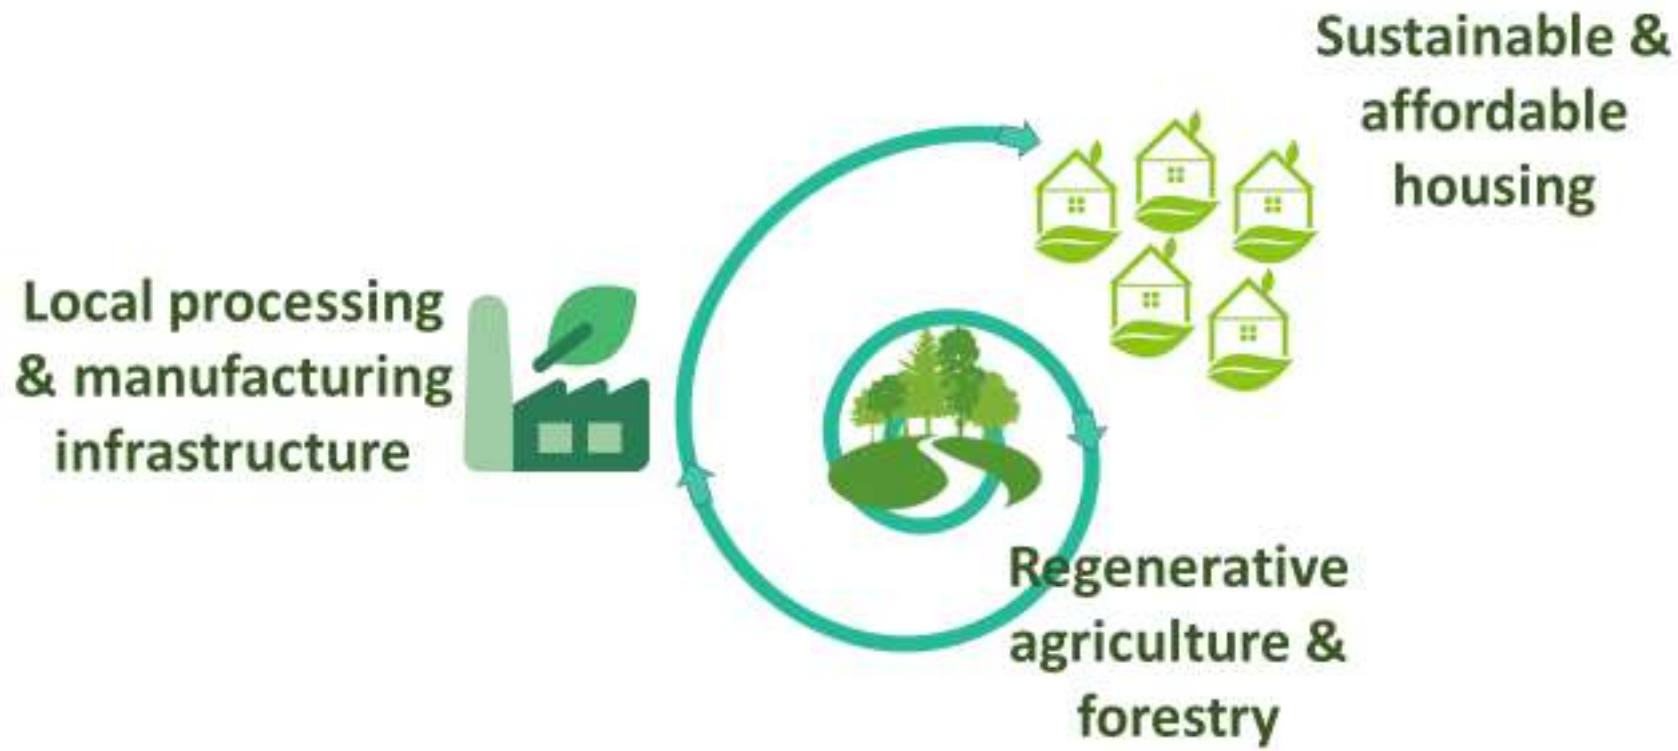 Sustainable &
affordable
housing
Local processing
& manufacturing
infrastructure
Regenerative
agriculture &
forestry